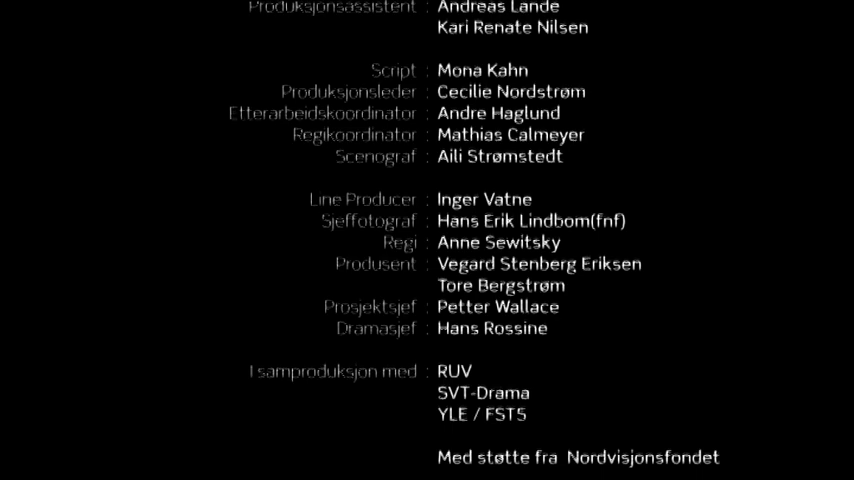 Produksjonsassistent : Andreas Lande
Kari Renate Nilsen
Script : Mona Kahn
Produksjonsleder : Cecilie Nordstrøm
Etterarbeidskoordinator : Andre Haglund
Regikoordinator : Mathias Calmeyer
Scenograf : Aili Strømstedt
Line Producer : Inger Vatne
Sjeffotograf : Hans Erik Lindbom(fnf)
Regi : Anne Sewitsky
Produsent : Vegard Stenberg Eriksen
Tore Bergstrøm
Prosjektsjef : Petter Wallace
Dramasjef : Hans Rossine
I samproduksjon med : RUV
SVT-Drama
YLE / FST5
Med støtte fra Nordvisjonsfondet